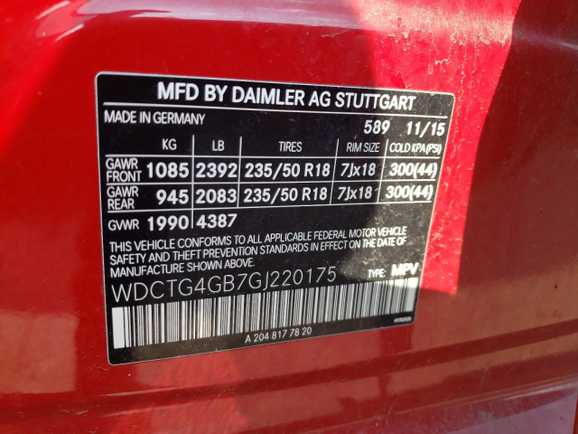 MFD BY DAIMLER AG STUTTGART
MADE IN GERMANY 589 11/15
KG LB TIRES RIM SIZE COLD KPA(PSI)
GAWR FRONT 1085 2392 235/50 R18 7Jx18 300(44)
GAWR REAR 945 2083 235/50 R18 7Jx18 300(44)
GVWR 1990 4387
THIS VEHICLE CONFORMS TO ALL APPLICABLE FEDERAL MOTOR VEHICLE
SAFETY AND THEFT PREVENTION STANDARDS IN EFFECT ON THE DATE
OF MANUFACTURE SHOWN ABOVE.
WDCTG4GB7GJ220175 TYPE: MPV
A 204 817 78 20